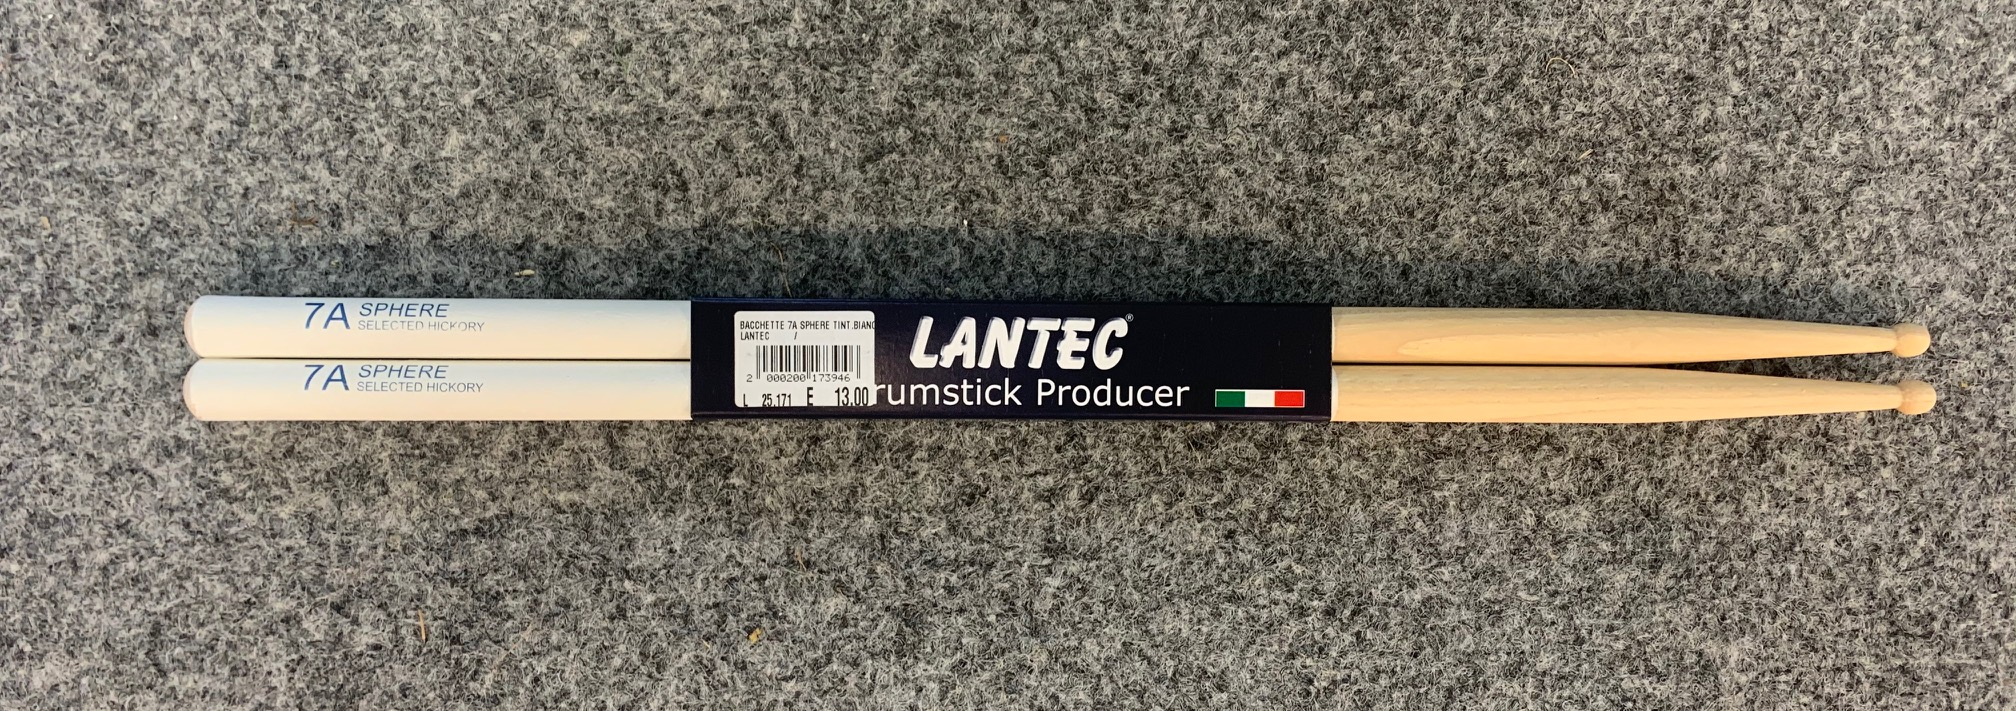 7A SPHERE
SELECTED HICKORY
7A SPHERE
SELECTED HICKORY
BACCHETTE 7A SPHERE TINT.BIANC
LANTEC /
2 000200 173946
L 25.171 E 13.00
LANTEC®
rumstick Producer